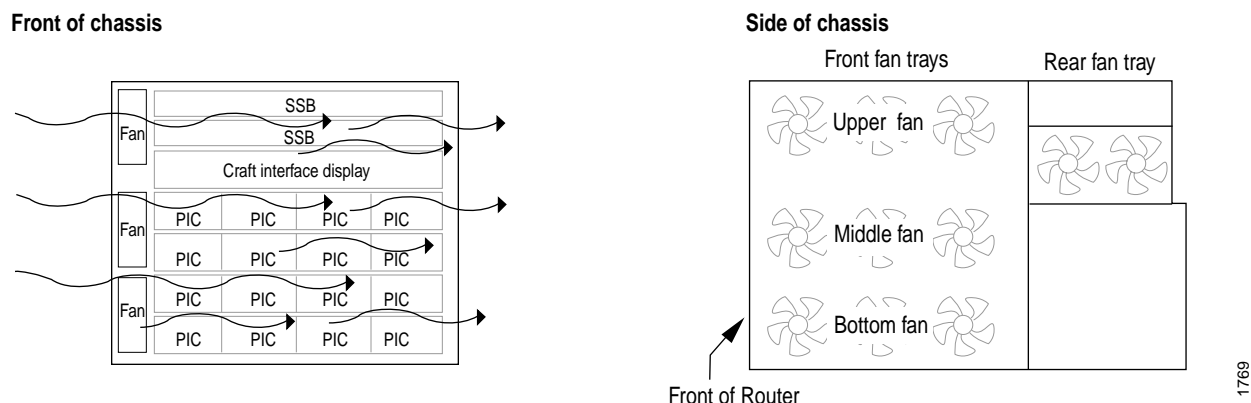 Front of chassis
Fan
SSB
SSB
Craft interface display
Fan
PIC PIC PIC PIC
PIC PIC PIC PIC
Fan
PIC PIC PIC PIC
PIC PIC PIC PIC
Side of chassis
Front fan trays
Rear fan tray
Upper fan
Middle fan
Bottom fan
Front of Router
1769